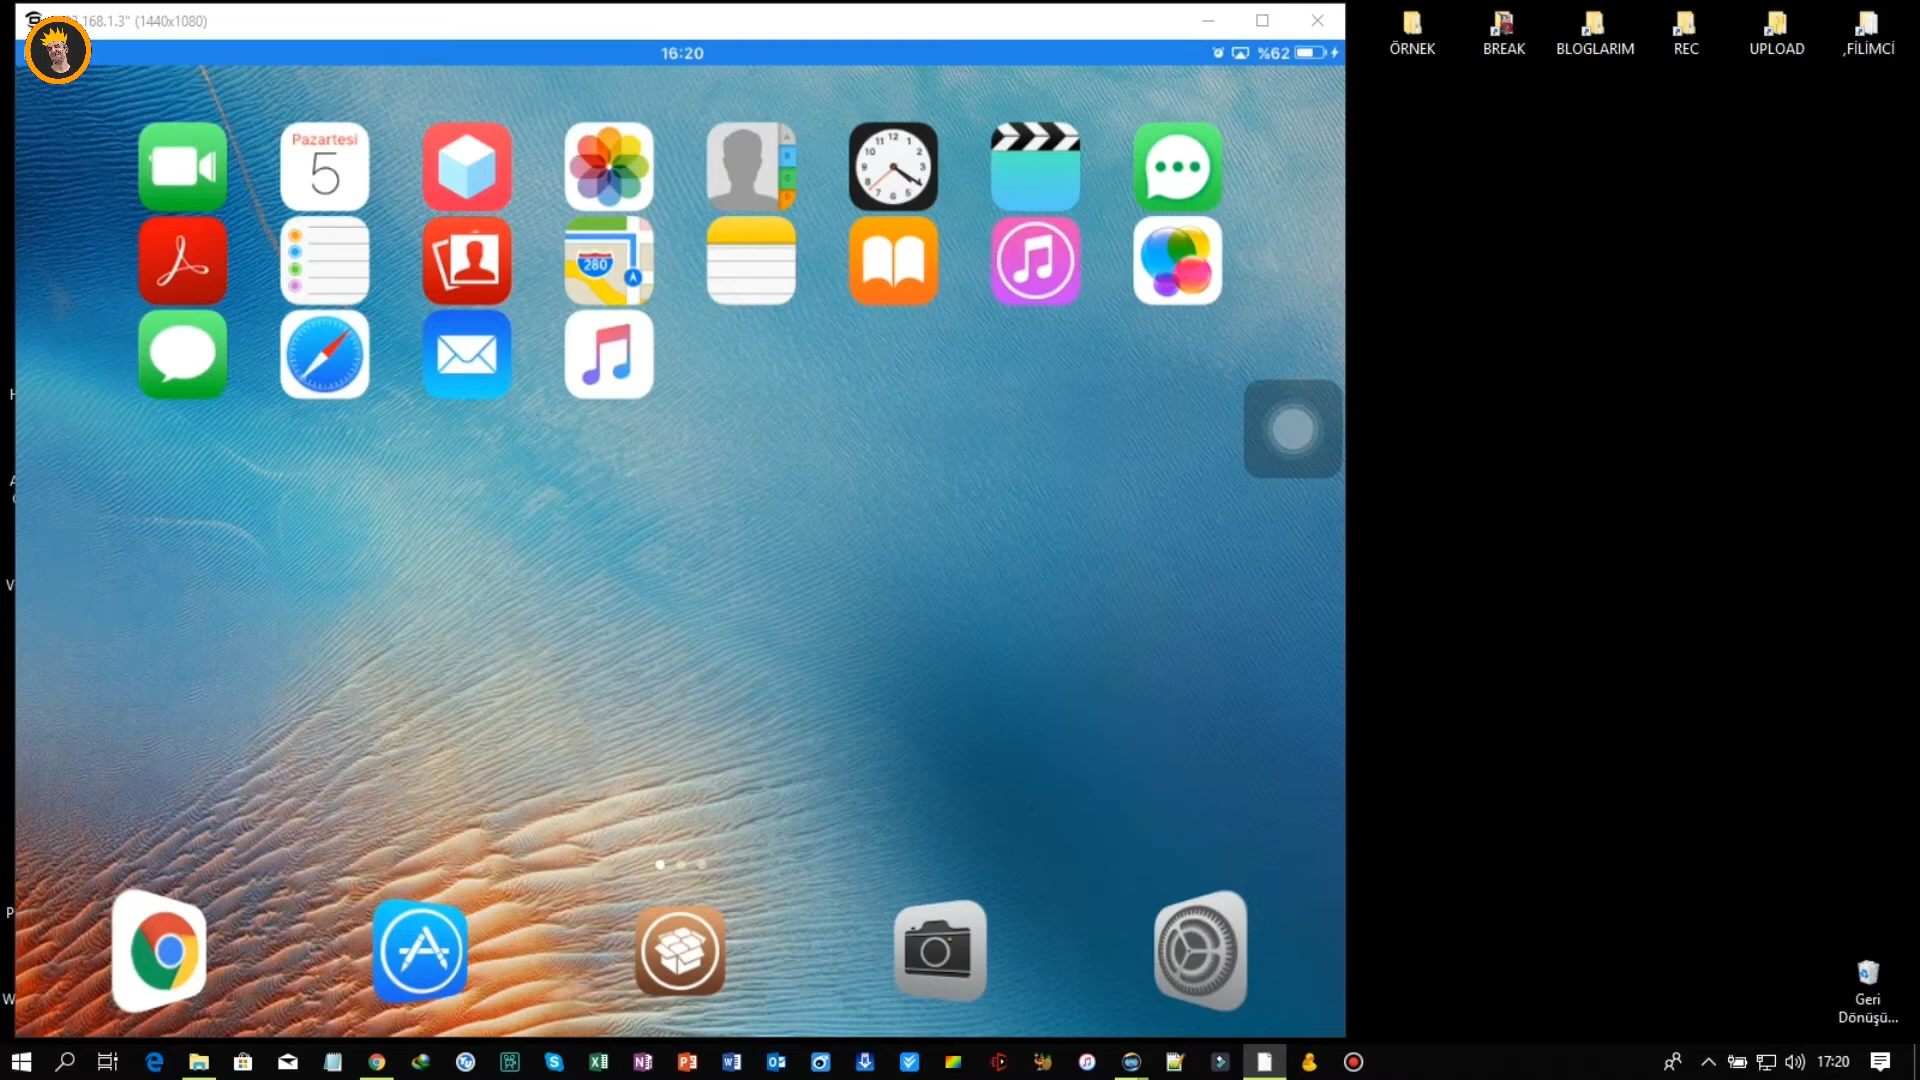 168.1.3" (1440x1080)
16:20
%62
ÖRNEK
BREAK
BLOGLARIM
REC
UPLOAD
,FİLİMCİ
Pazartesi
5
280
Geri
Dönüşü...
17:20